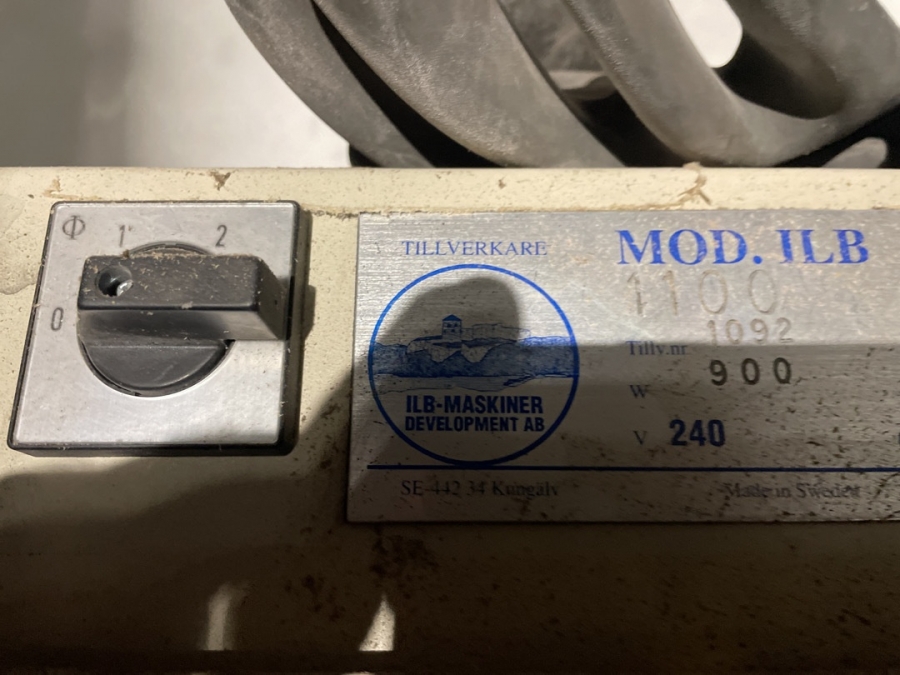 Φ 1 2
0
TILLVERKARE
MOD. ILB
1100
Tillv.nr. 1092
W 900
V 240
ILB-MASKINER
DEVELOPMENT AB
SE-442 34 Kungälv
Made in Sweden